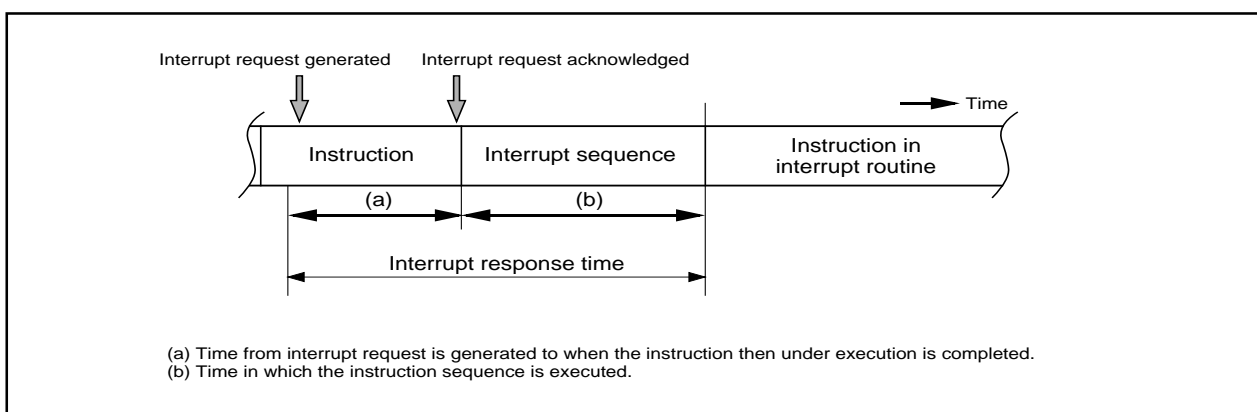 Interrupt request generated
Interrupt request acknowledged
Time
Instruction
Interrupt sequence
Instruction in
interrupt routine
(a)
(b)
Interrupt response time
(a) Time from interrupt request is generated to when the instruction then under execution is completed.
(b) Time in which the instruction sequence is executed.